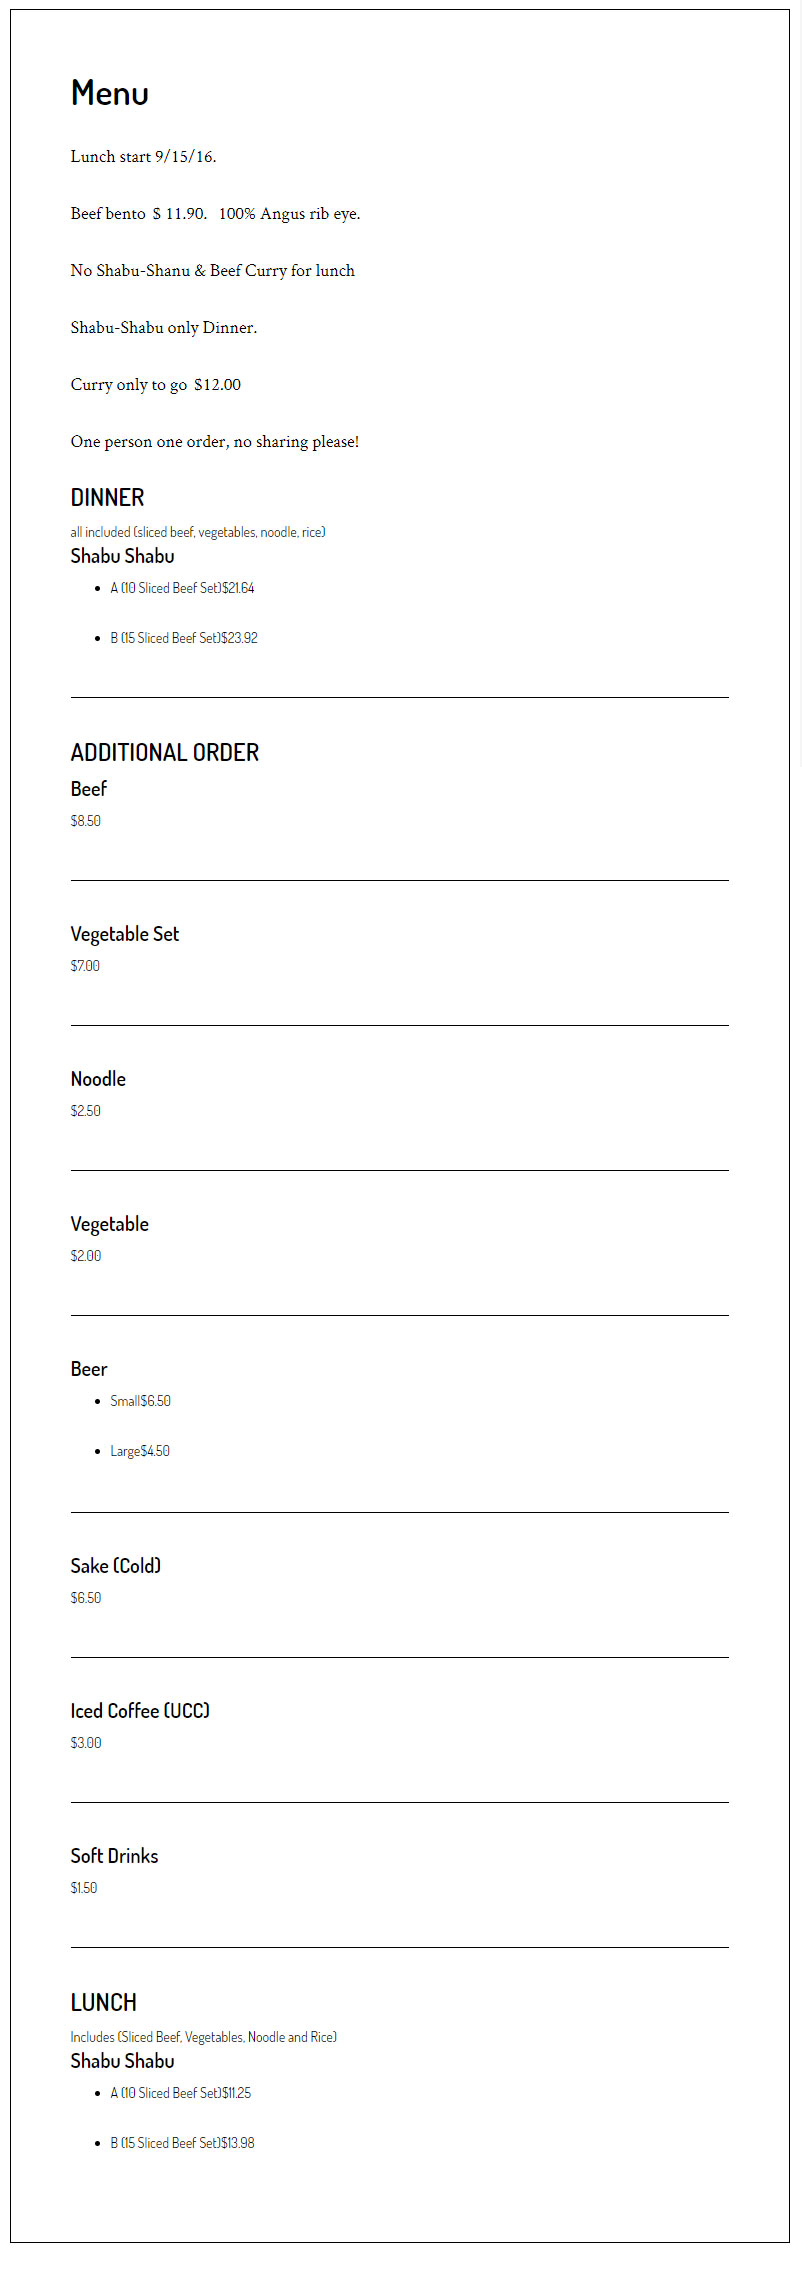 Menu
Lunch start 9/15/16.
Beef bento $ 11.90. 100% Angus rib eye.
No Shabu-Shanu & Beef Curry for lunch
Shabu-Shabu only Dinner.
Curry only to go $12.00
One person one order, no sharing please!
DINNER
all included (sliced beef, vegetables, noodle, rice)
Shabu Shabu
• A (10 Sliced Beef Set)$21.64
• B (15 Sliced Beef Set)$23.92
ADDITIONAL ORDER
Beef
$8.50
Vegetable Set
$7.00
Noodle
$2.50
Vegetable
$2.00
Beer
• Small$6.50
• Large$4.50
Sake (Cold)
$6.50
Iced Coffee (UCC)
$3.00
Soft Drinks
$1.50
LUNCH
Includes (Sliced Beef, Vegetables, Noodle and Rice)
Shabu Shabu
• A (10 Sliced Beef Set)$11.25
• B (15 Sliced Beef Set)$13.98